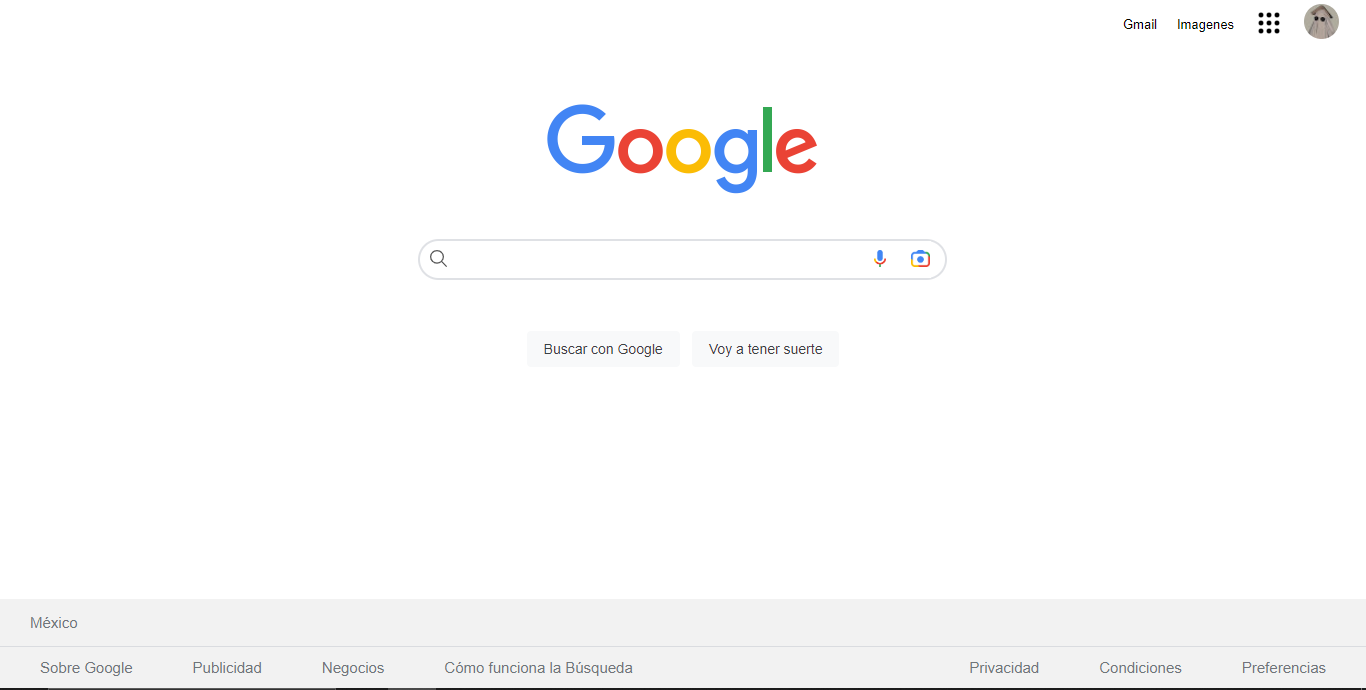 Gmail Imagenes
Google
Buscar con Google Voy a tener suerte
México
Sobre Google Publicidad Negocios Cómo funciona la Búsqueda Privacidad Condiciones Preferencias